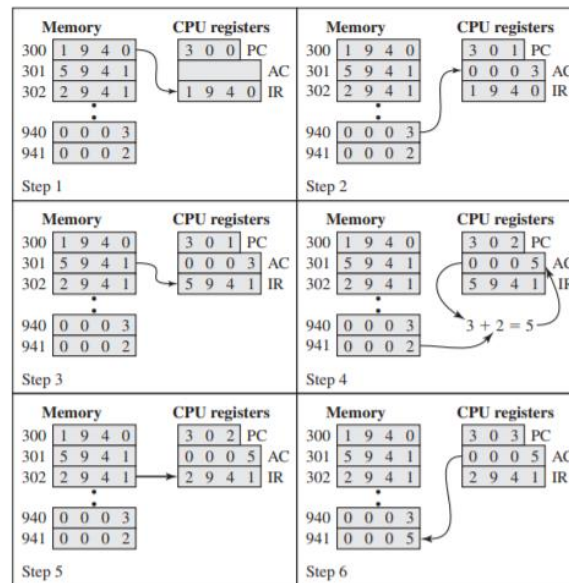 Memory CPU registers
300 1 9 4 0 3 0 0 PC
301 5 9 4 1 AC
302 2 9 4 1 1 9 4 0 IR
940 0 0 0 3
941 0 0 0 2
Step 1
Memory CPU registers
300 1 9 4 0 3 0 1 PC
301 5 9 4 1 0 0 0 3 AC
302 2 9 4 1 1 9 4 0 IR
940 0 0 0 3
941 0 0 0 2
Step 2
Memory CPU registers
300 1 9 4 0 3 0 1 PC
301 5 9 4 1 0 0 0 3 AC
302 2 9 4 1 5 9 4 1 IR
940 0 0 0 3
941 0 0 0 2
Step 3
Memory CPU registers
300 1 9 4 0 3 0 2 PC
301 5 9 4 1 0 0 0 5 AC
302 2 9 4 1 5 9 4 1 IR
940 0 0 0 3 3 + 2 = 5
941 0 0 0 2
Step 4
Memory CPU registers
300 1 9 4 0 3 0 2 PC
301 5 9 4 1 0 0 0 5 AC
302 2 9 4 1 2 9 4 1 IR
940 0 0 0 3
941 0 0 0 2
Step 5
Memory CPU registers
300 1 9 4 0 3 0 3 PC
301 5 9 4 1 0 0 0 5 AC
302 2 9 4 1 2 9 4 1 IR
940 0 0 0 3
941 0 0 0 5
Step 6